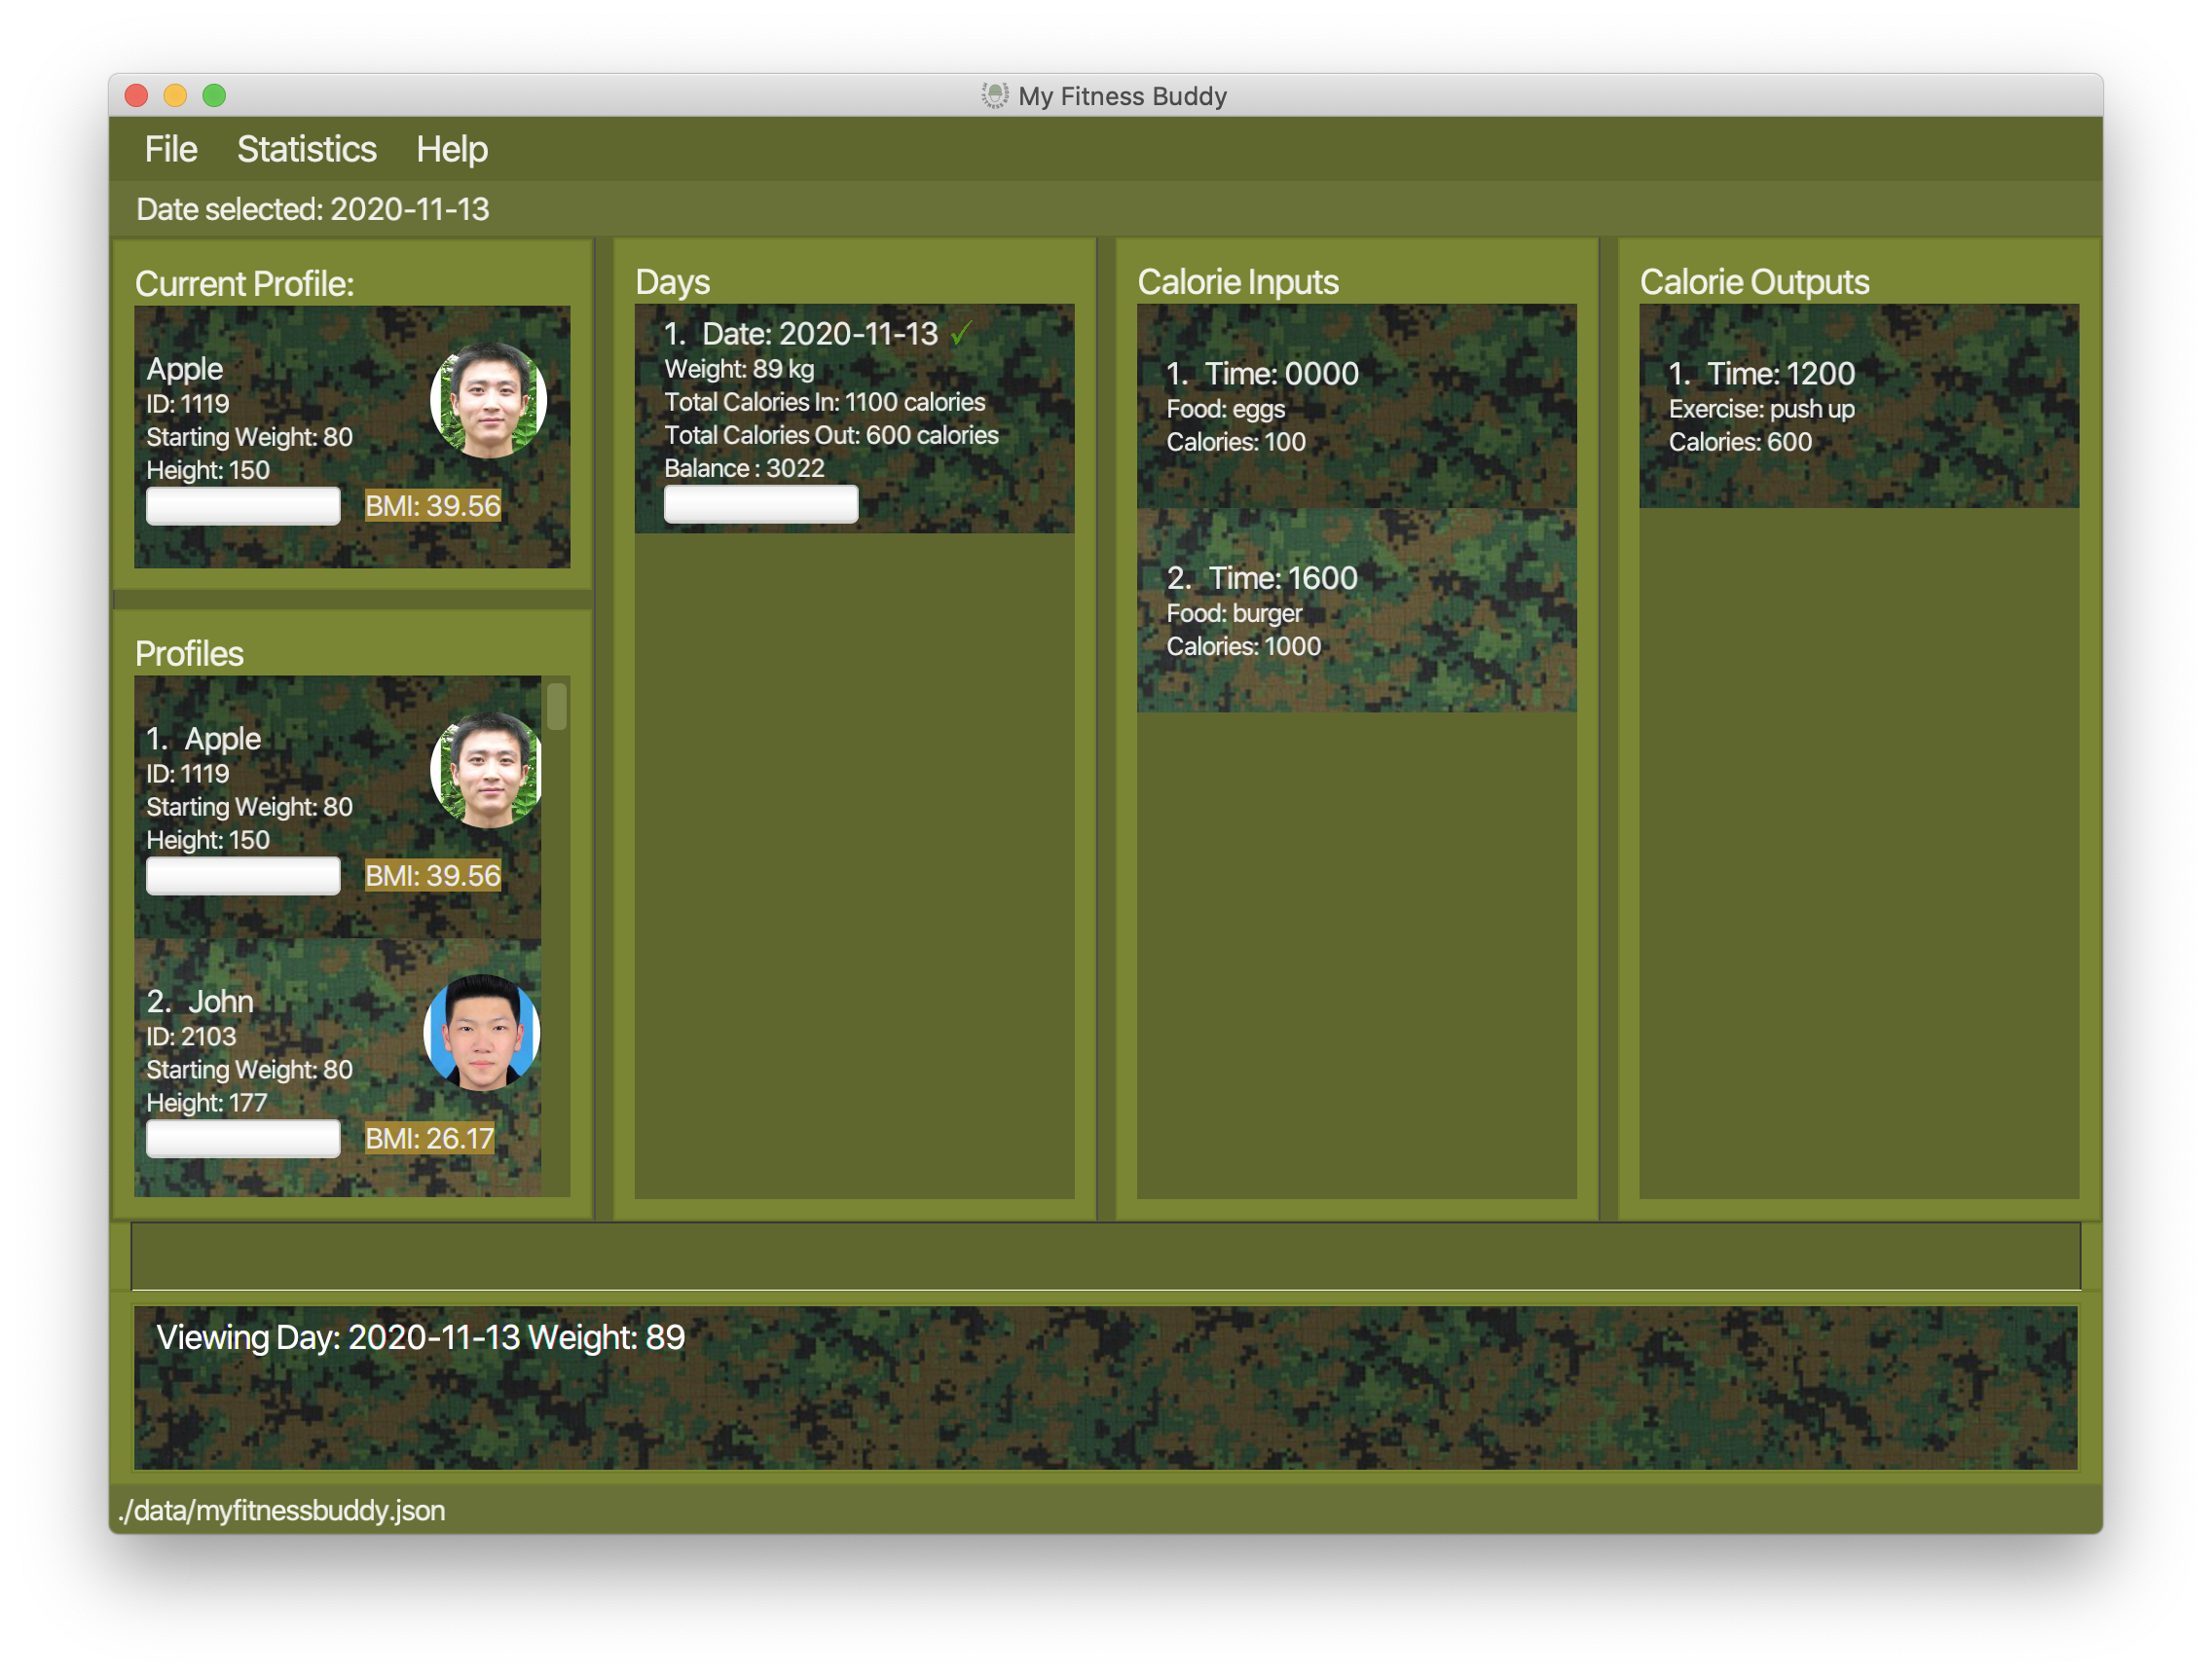 My Fitness Buddy
File Statistics Help
Date selected: 2020-11-13
Current Profile:
Apple
ID: 1119
Starting Weight: 80
Height: 150
BMI: 39.56
Profiles
1. Apple
ID: 1119
Starting Weight: 80
Height: 150
BMI: 39.56
2. John
ID: 2103
Starting Weight: 80
Height: 177
BMI: 26.17
Days
1. Date: 2020-11-13 ✓
Weight: 89 kg
Total Calories In: 1100 calories
Total Calories Out: 600 calories
Balance : 3022
Calorie Inputs
1. Time: 0000
Food: eggs
Calories: 100
2. Time: 1600
Food: burger
Calories: 1000
Calorie Outputs
1. Time: 1200
Exercise: push up
Calories: 600
Viewing Day: 2020-11-13 Weight: 89
./data/myfitnessbuddy.json